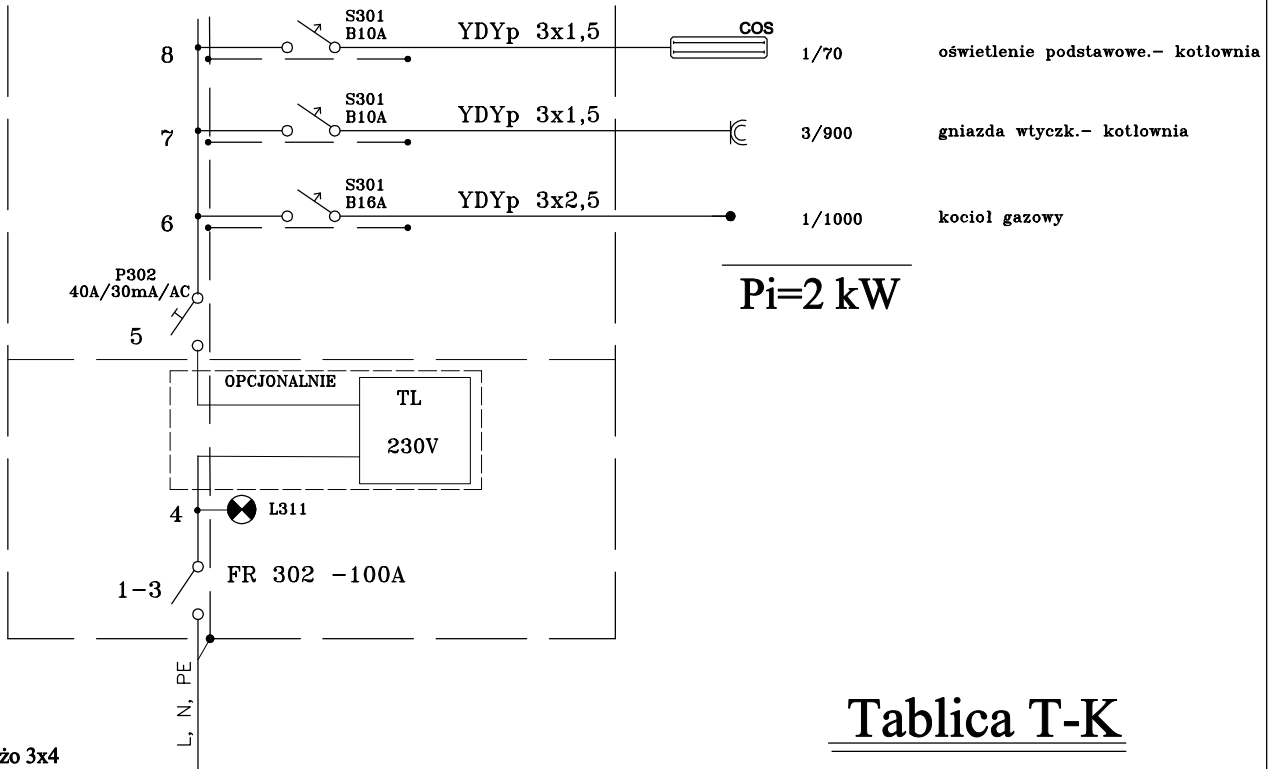 S301
B10A
YDYp 3x1,5
COS
8
1/70
oświetlenie podstawowe.– kotłownia
S301
B10A
YDYp 3x1,5
7
3/900
gniazda wtyczk.– kotłownia
S301
B16A
YDYp 3x2,5
6
1/1000
kocioł gazowy
P302
40A/30mA/AC
Pi=2 kW
5
OPCJONALNIE
TL
230V
4
L311
1-3
FR 302 -100A
L, N, PE
Tablica T-K
żo 3x4